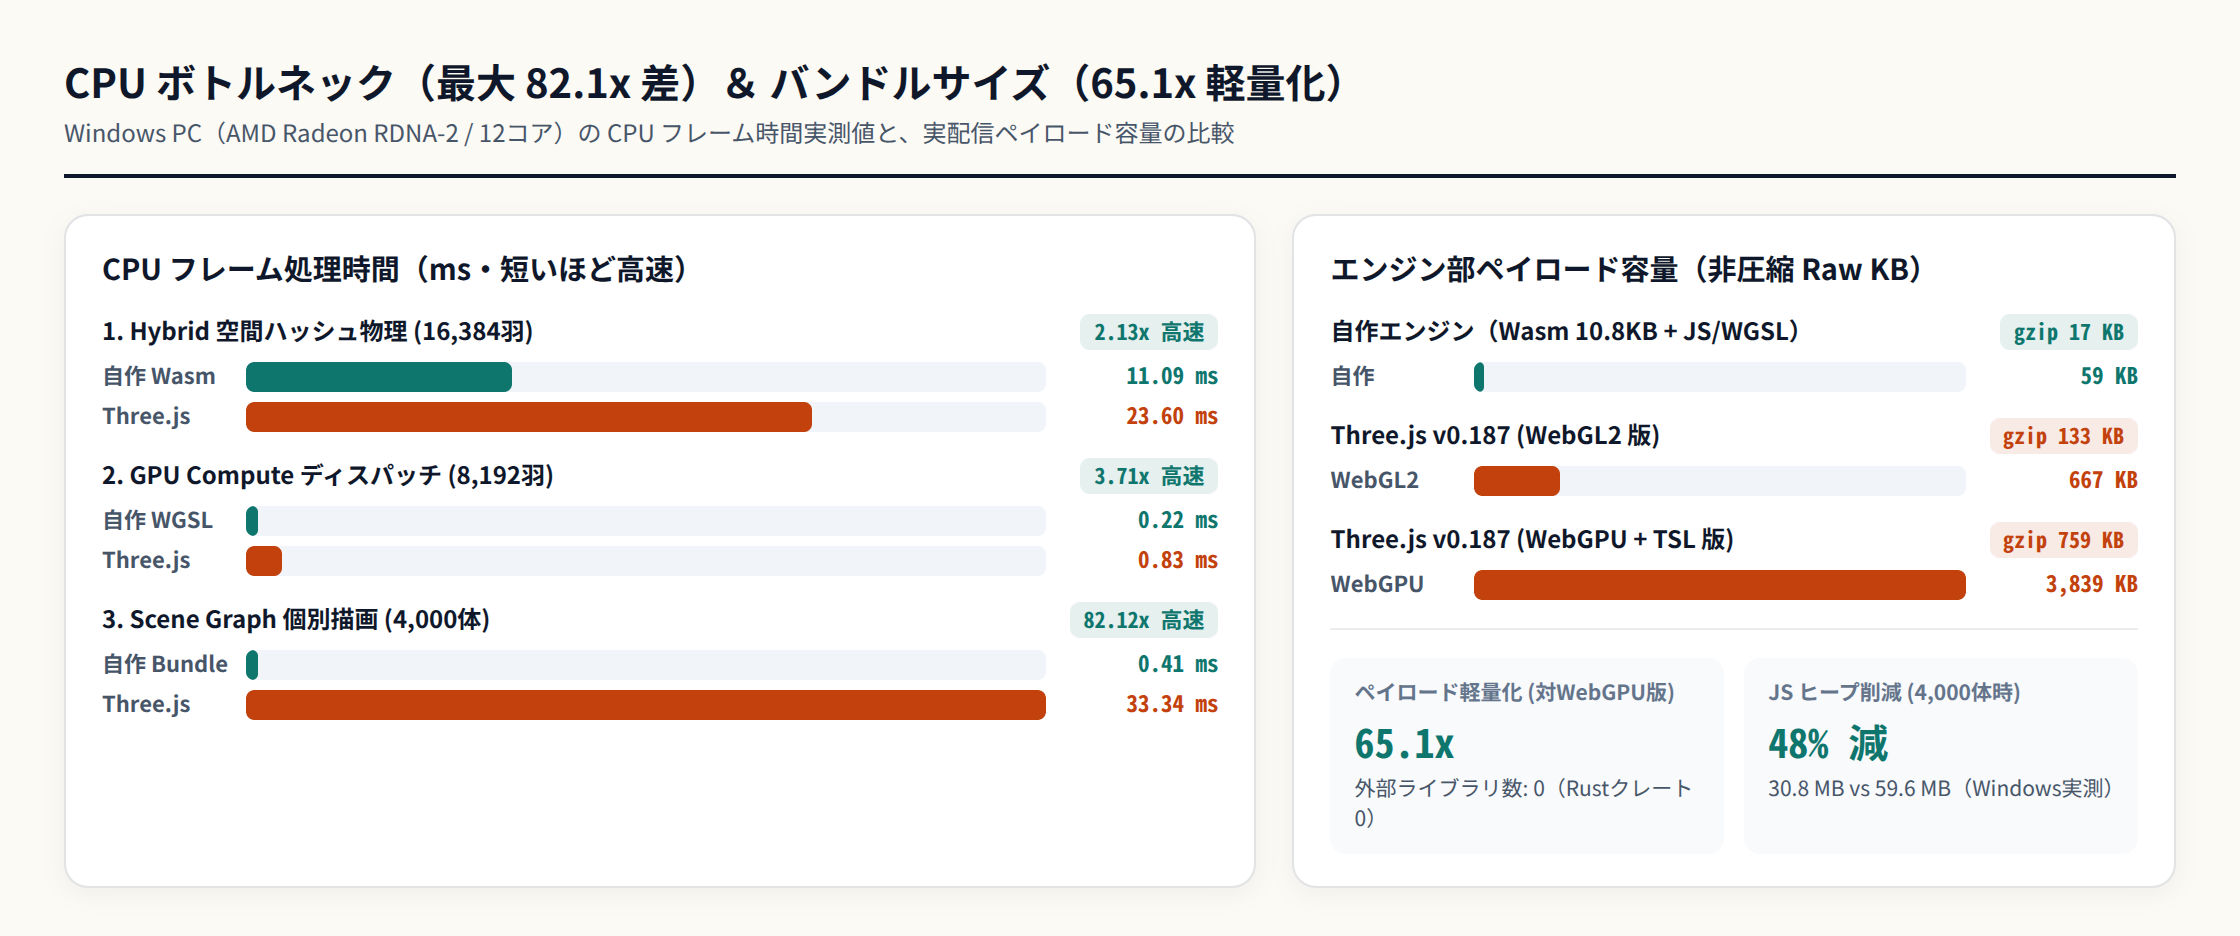 CPU ボトルネック（最大 82.1x 差）＆ バンドルサイズ（65.1x 軽量化）
Windows PC（AMD Radeon RDNA-2 / 12コア）の CPU フレーム時間実測値と、実配信ペイロード容量の比較
CPU フレーム処理時間（ms・短いほど高速）
1. Hybrid 空間ハッシュ物理 (16,384羽)
2.13x 高速
自作 Wasm
11.09 ms
Three.js
23.60 ms
2. GPU Compute ディスパッチ (8,192羽)
3.71x 高速
自作 WGSL
0.22 ms
Three.js
0.83 ms
3. Scene Graph 個別描画 (4,000体)
82.12x 高速
自作 Bundle
0.41 ms
Three.js
33.34 ms
エンジン部ペイロード容量（非圧縮 Raw KB）
自作エンジン（Wasm 10.8KB + JS/WGSL）
gzip 17 KB
自作
59 KB
Three.js v0.187 (WebGL2 版)
gzip 133 KB
WebGL2
667 KB
Three.js v0.187 (WebGPU + TSL 版)
gzip 759 KB
WebGPU
3,839 KB
ペイロード軽量化 (対WebGPU版)
65.1x
外部ライブラリ数: 0（Rustクレート
0）
JS ヒープ削減 (4,000体時)
48% 減
30.8 MB vs 59.6 MB（Windows実測）